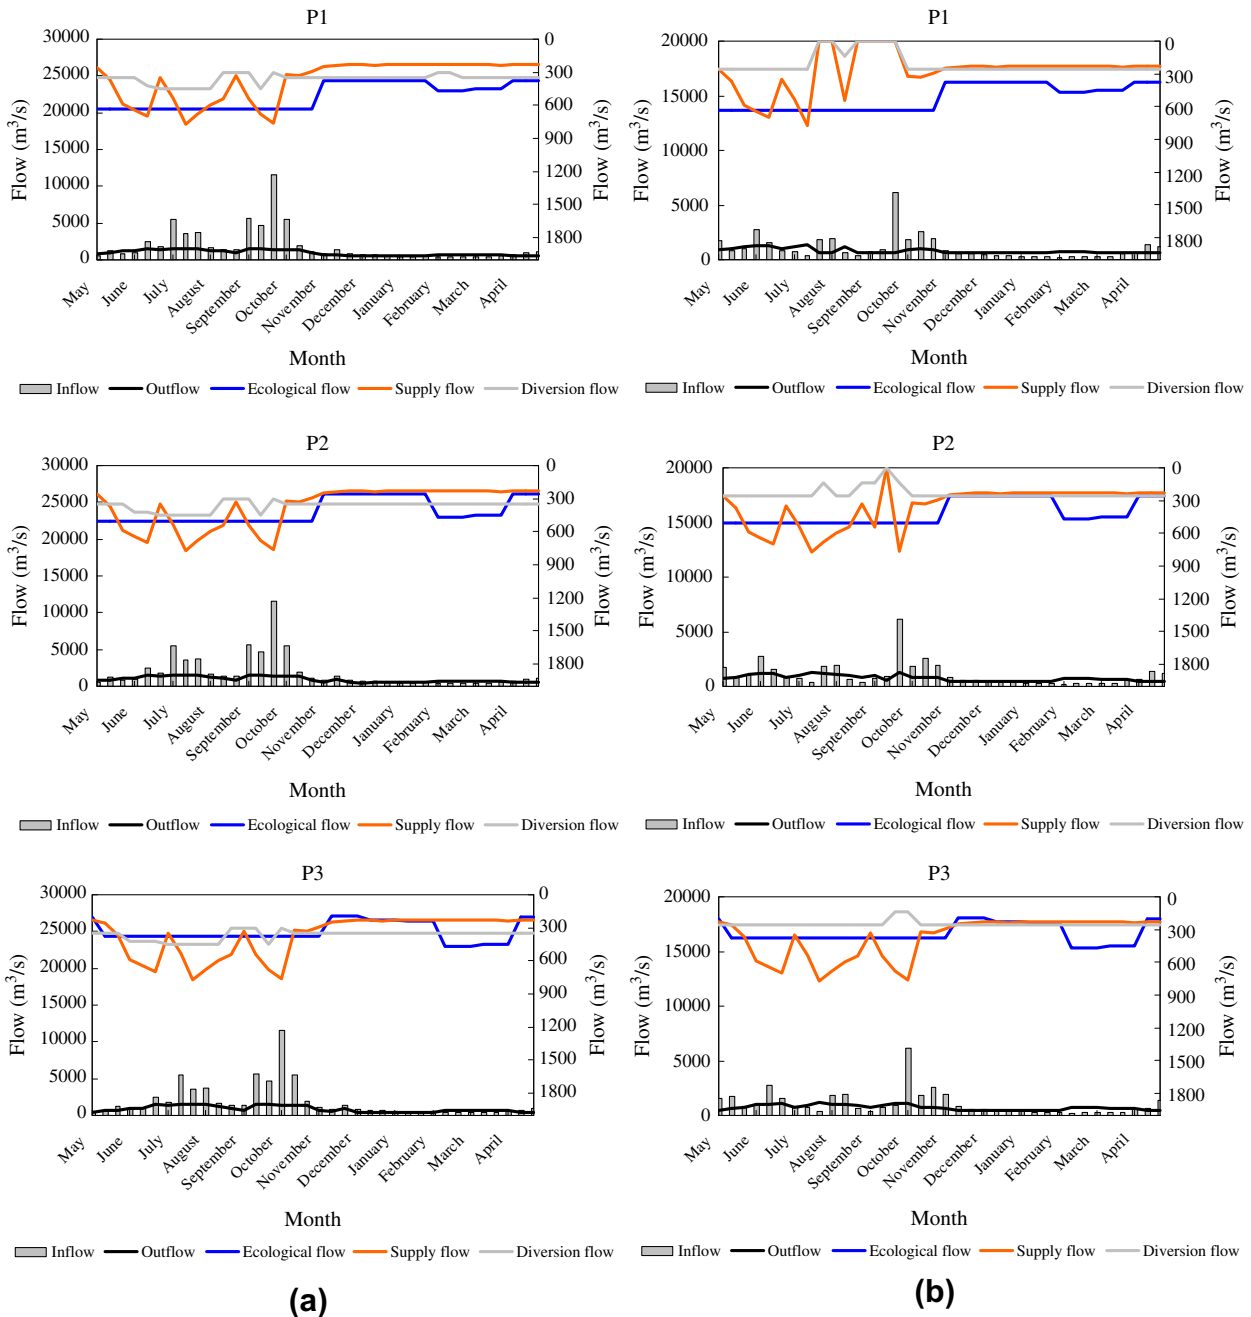 P1
30000
25000
20000
15000
10000
5000
0
Flow (m³/s)
0
300
600
900
1200
1500
1800
Flow (m³/s)
May
June
July
August
September
October
November
December
January
February
March
April
Month
Inflow Outflow Ecological flow Supply flow Diversion flow
P1
20000
15000
10000
5000
0
Flow (m³/s)
0
300
600
900
1200
1500
1800
Flow (m³/s)
May
June
July
August
September
October
November
December
January
February
March
April
Month
Inflow Outflow Ecological flow Supply flow Diversion flow
P2
30000
25000
20000
15000
10000
5000
0
Flow (m³/s)
0
300
600
900
1200
1500
1800
Flow (m³/s)
May
June
July
August
September
October
November
December
January
February
March
April
Month
Inflow Outflow Ecological flow Supply flow Diversion flow
P2
20000
15000
10000
5000
0
Flow (m³/s)
0
300
600
900
1200
1500
1800
Flow (m³/s)
May
June
July
August
September
October
November
December
January
February
March
April
Month
Inflow Outflow Ecological flow Supply flow Diversion flow
P3
30000
25000
20000
15000
10000
5000
0
Flow (m³/s)
0
300
600
900
1200
1500
1800
Flow (m³/s)
May
June
July
August
September
October
November
December
January
February
March
April
Month
Inflow Outflow Ecological flow Supply flow Diversion flow
P3
20000
15000
10000
5000
0
Flow (m³/s)
0
300
600
900
1200
1500
1800
Flow (m³/s)
May
June
July
August
September
October
November
December
January
February
March
April
Month
Inflow Outflow Ecological flow Supply flow Diversion flow
(a)
(b)